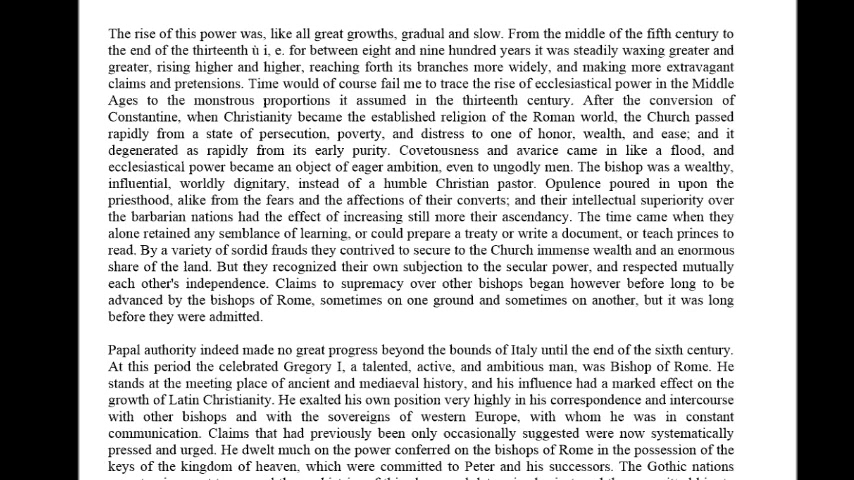 The rise of this power was, like all great growths, gradual and slow. From the middle of the fifth century to
the end of the thirteenth ù i, e. for between eight and nine hundred years it was steadily waxing greater and
greater, rising higher and higher, reaching forth its branches more widely, and making more extravagant
claims and pretensions. Time would of course fail me to trace the rise of ecclesiastical power in the Middle
Ages to the monstrous proportions it assumed in the thirteenth century. After the conversion of
Constantine, when Christianity became the established religion of the Roman world, the Church passed
rapidly from a state of persecution, poverty, and distress to one of honor, wealth, and ease; and it
degenerated as rapidly from its early purity. Covetousness and avarice came in like a flood, and
ecclesiastical power became an object of eager ambition, even to ungodly men. The bishop was a wealthy,
influential, worldly dignitary, instead of a humble Christian pastor. Opulence poured in upon the
priesthood, alike from the fears and the affections of their converts; and their intellectual superiority over
the barbarian nations had the effect of increasing still more their ascendancy. The time came when they
alone retained any semblance of learning, or could prepare a treaty or write a document, or teach princes to
read. By a variety of sordid frauds they contrived to secure to the Church immense wealth and an enormous
share of the land. But they recognized their own subjection to the secular power, and respected mutually
each other's independence. Claims to supremacy over other bishops began however before long to be
advanced by the bishops of Rome, sometimes on one ground and sometimes on another, but it was long
before they were admitted.
Papal authority indeed made no great progress beyond the bounds of Italy until the end of the sixth century.
At this period the celebrated Gregory I, a talented, active, and ambitious man, was Bishop of Rome. He
stands at the meeting place of ancient and mediaeval history, and his influence had a marked effect on the
growth of Latin Christianity. He exalted his own position very highly in his correspondence and intercourse
with other bishops and with the sovereigns of western Europe, with whom he was in constant
communication. Claims that had previously been only occasionally suggested were now systematically
pressed and urged. He dwelt much on the power conferred on the bishops of Rome in the possession of the
keys of the kingdom of heaven, which were committed to Peter and his successors. The Gothic nations